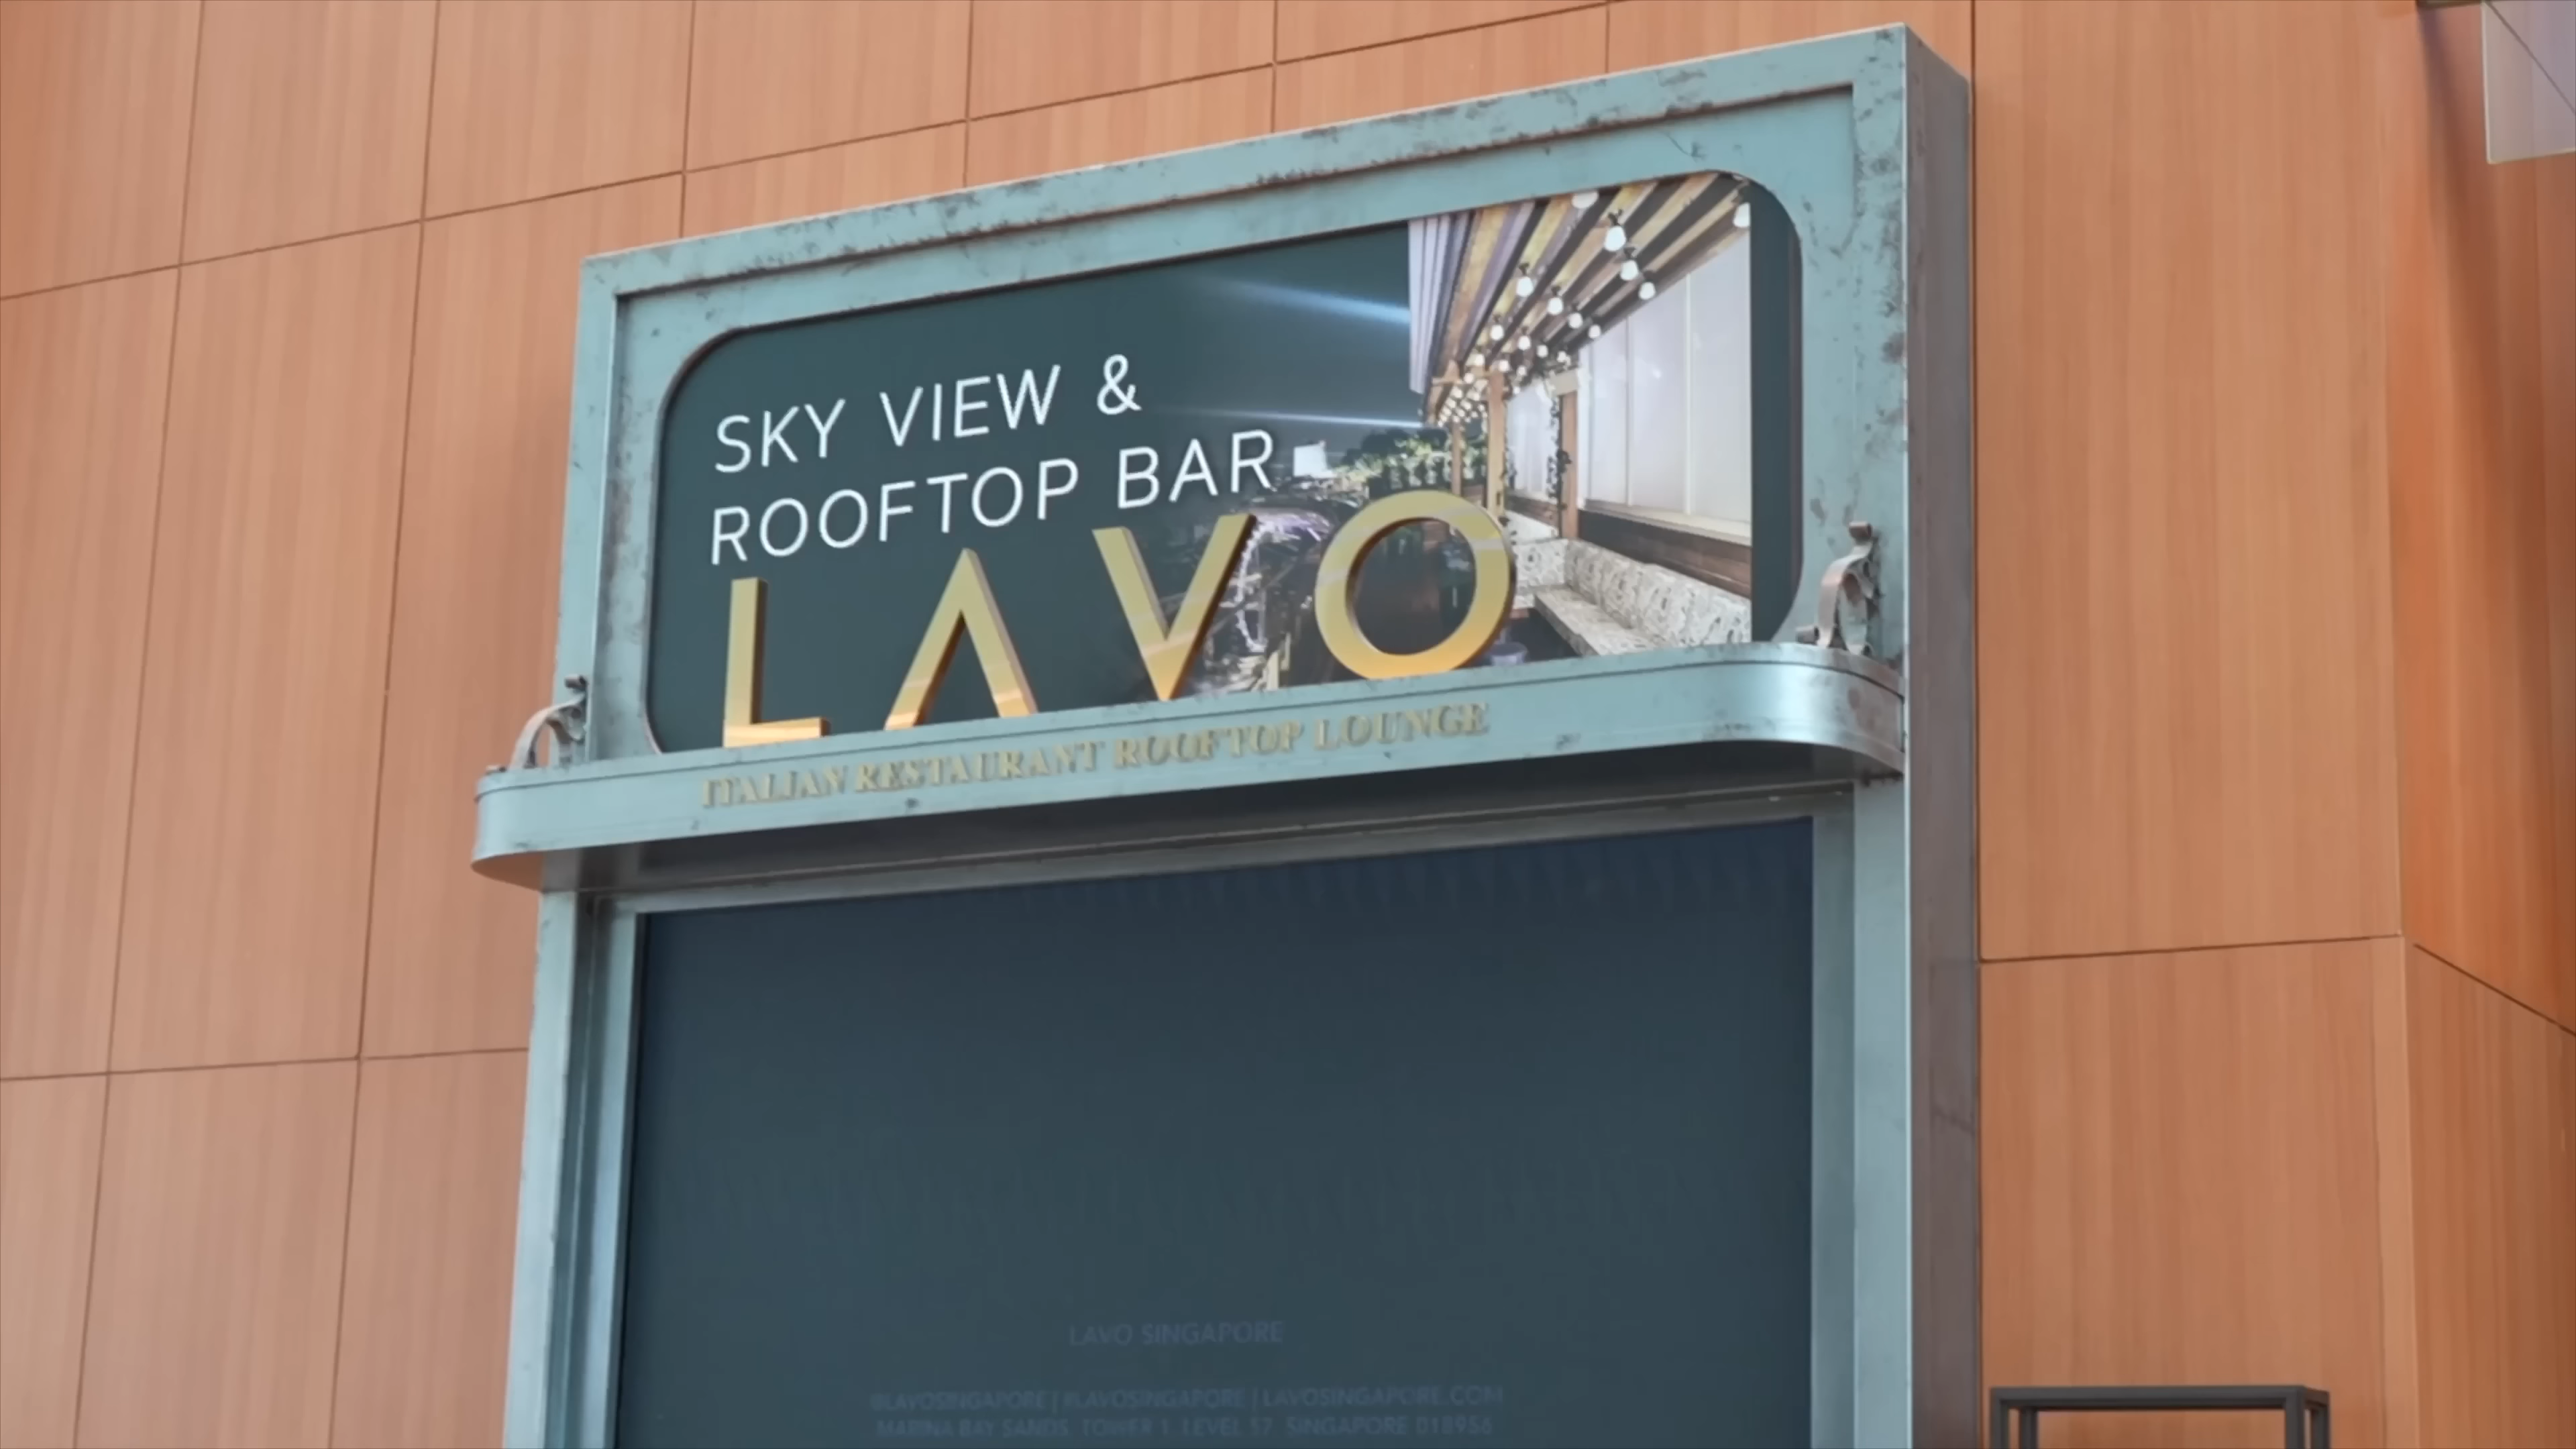 SKY VIEW &
ROOFTOP BAR
LAVO
ITALIAN RESTAURANT ROOFTOP LOUNGE
LAVO SINGAPORE
@LAVOSINGAPORE | #LAVOSINGAPORE | LAVOSINGAPORE.COM
MARINA BAY SANDS, TOWER 1, LEVEL 57, SINGAPORE 018956